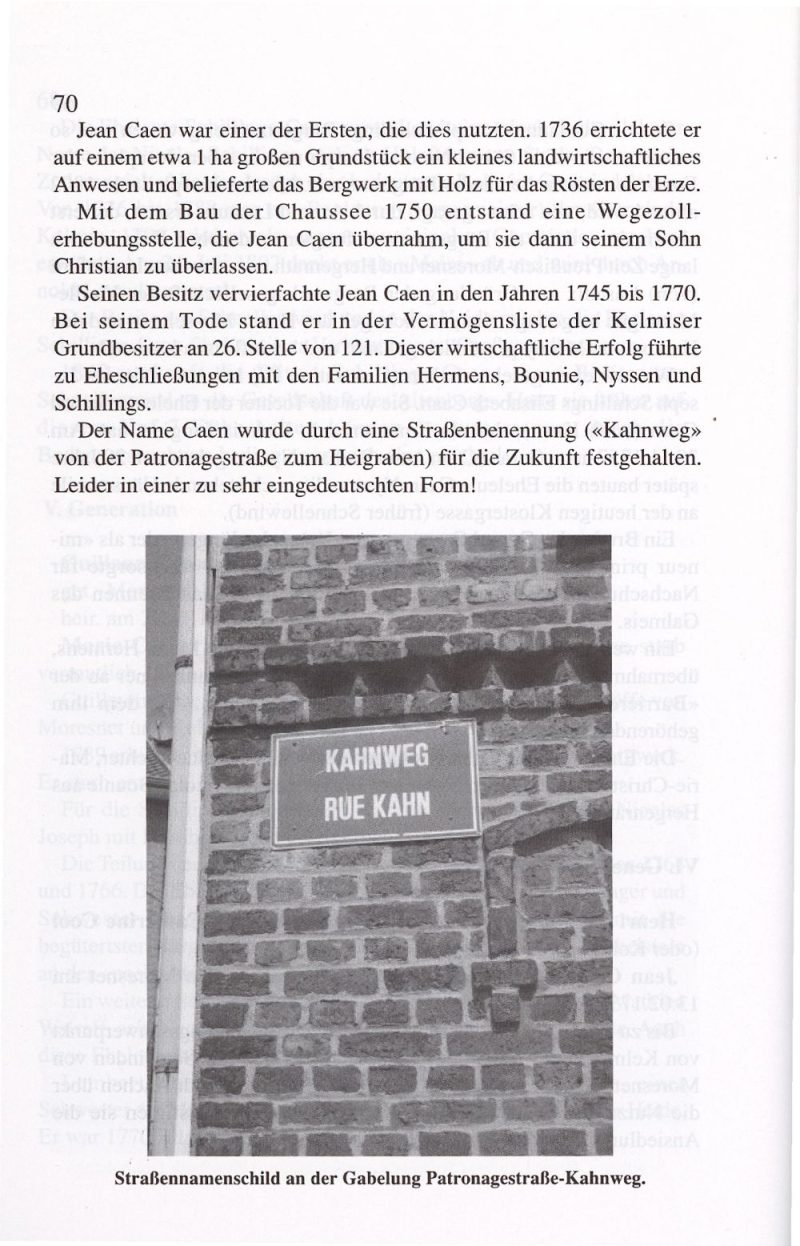 70
Jean Caen war einer der Ersten, die dies nutzten. 1736 errichtete er
auf einem etwa 1 ha großen Grundstück ein kleines landwirtschaftliches
Anwesen und belieferte das Bergwerk mit Holz für das Rösten der Erze.
Mit dem Bau der Chaussee 1750 entstand eine Wegezoll-
erhebungsstelle, die Jean Caen übernahm, um sie dann seinem Sohn
Christian zu überlassen.
Seinen Besitz vervierfachte Jean Caen in den Jahren 1745 bis 1770.
Bei seinem Tode stand er in der Vermögensliste der Kelmiser
Grundbesitzer an 26. Stelle von 121. Dieser wirtschaftliche Erfolg führte
zu Eheschließungen mit den Familien Hermens, Bounie, Nyssen und
Schillings.
Der Name Caen wurde durch eine Straßenbenennung («Kahnweg»
von der Patronagestraße zum Heigraben) für die Zukunft festgehalten.
Leider in einer zu sehr eingedeutschten Form!
KAHNWEG
RUE KAHN
Straßennamenschild an der Gabelung Patronagestraße-Kahnweg.